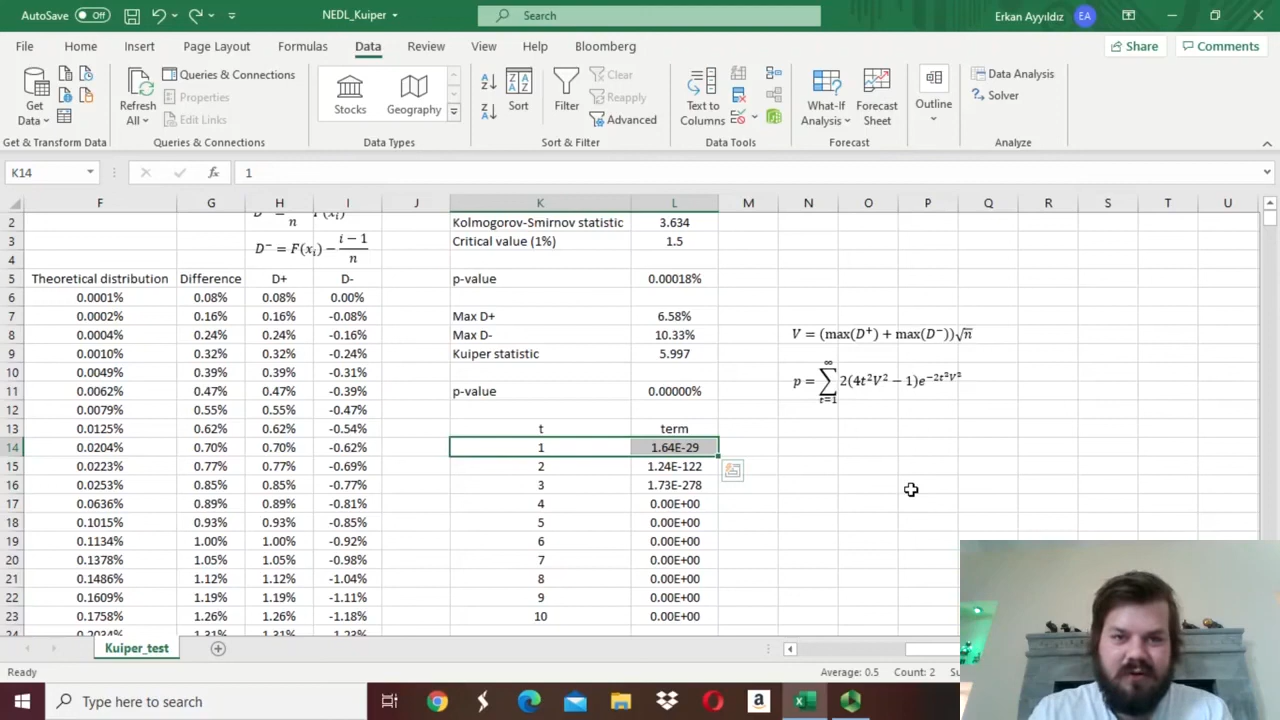 AutoSave Off NEDL_Kuiper Search Erkan Ayyıldız EA
File Home Insert Page Layout Formulas Data Review View Help Bloomberg Share Comments
Get Data Refresh All Queries & Connections Properties Edit Links Stocks Geography Sort Filter Clear Reapply Advanced Text to Columns What-If Analysis Forecast Sheet Outline Data Analysis Solver
Get & Transform Data Queries & Connections Data Types Sort & Filter Data Tools Forecast Analyze
K14 fx 1
F G H I J K L M N O P Q R S T U
2 Kolmogorov-Smirnov statistic 3.634
3 D⁻ = F(xᵢ) − (i − 1)/n Critical value (1%) 1.5
4
5 Theoretical distribution Difference D+ D- p-value 0.00018%
6 0.0001% 0.08% 0.08% 0.00%
7 0.0002% 0.16% 0.16% -0.08% Max D+ 6.58%
8 0.0004% 0.24% 0.24% -0.16% Max D- 10.33% V = (max(D⁺) + max(D⁻))√n
9 0.0010% 0.32% 0.32% -0.24% Kuiper statistic 5.997
10 0.0049% 0.39% 0.39% -0.31% p = ∑_{t=1}^{∞} 2(4t²V² − 1)e^{−2t²V²}
11 0.0062% 0.47% 0.47% -0.39% p-value 0.00000%
12 0.0079% 0.55% 0.55% -0.47%
13 0.0125% 0.62% 0.62% -0.54% t term
14 0.0204% 0.70% 0.70% -0.62% 1 1.64E-29
15 0.0223% 0.77% 0.77% -0.69% 2 1.24E-122
16 0.0253% 0.85% 0.85% -0.77% 3 1.73E-278
17 0.0636% 0.89% 0.89% -0.81% 4 0.00E+00
18 0.1015% 0.93% 0.93% -0.85% 5 0.00E+00
19 0.1134% 1.00% 1.00% -0.92% 6 0.00E+00
20 0.1378% 1.05% 1.05% -0.98% 7 0.00E+00
21 0.1486% 1.12% 1.12% -1.04% 8 0.00E+00
22 0.1609% 1.19% 1.19% -1.11% 9 0.00E+00
23 0.1758% 1.26% 1.26% -1.18% 10 0.00E+00
Kuiper_test
Ready Average: 0.5 Count: 2
Type here to search